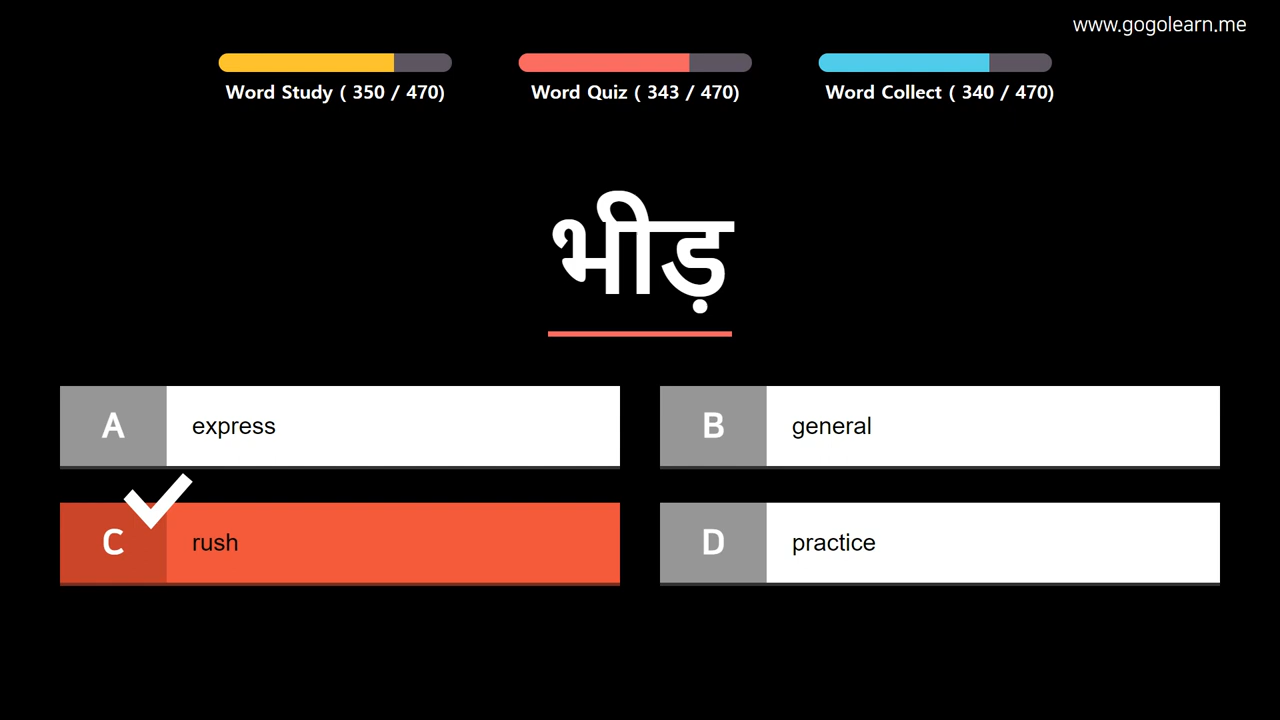 www.gogolearn.me
Word Study ( 350 / 470)
Word Quiz ( 343 / 470)
Word Collect ( 340 / 470)
भीड़
A express
B general
C rush
D practice